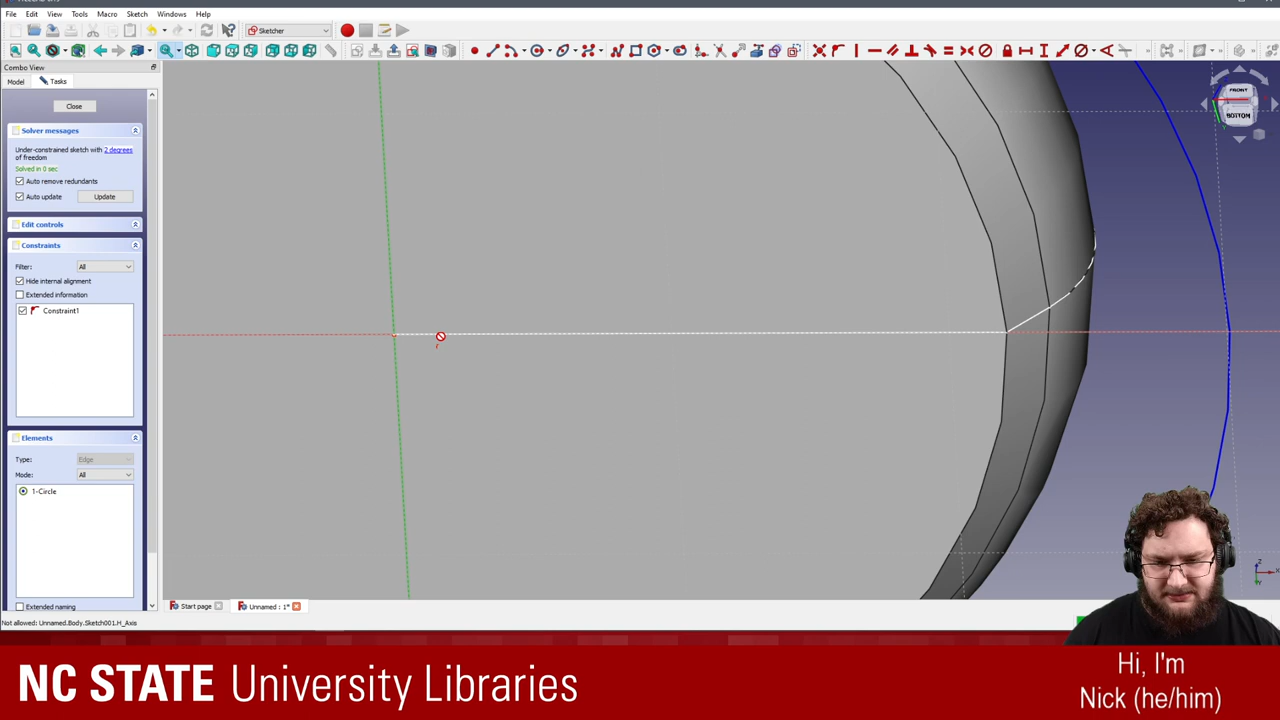 File Edit View Tools Macro Sketch Windows Help
Sketcher
Combo View
Model Tasks
Close
Solver messages
Under-constrained sketch with 2 degrees
of freedom
Solved in 0 sec
Auto remove redundants
Auto update Update
Edit controls
Constraints
Filter: All
Hide internal alignment
Extended information
Constraint1
Elements
Type: Edge
Mode: All
1-Circle
Extended naming
FRONT
BOTTOM
Start page Unnamed : 1*
Not allowed: Unnamed.Body.Sketch001.H_Axis
NC STATE University Libraries
Hi, I'm
Nick (he/him)